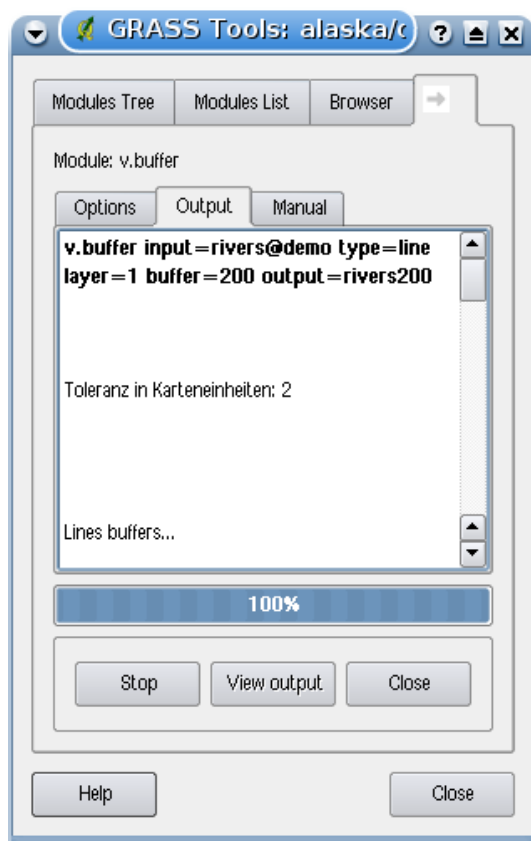 GRASS Tools: alaska/
Modules Tree Modules List Browser
Module: v.buffer
Options Output Manual
v.buffer input=rivers@demo type=line
layer=1 buffer=200 output=rivers200
Toleranz in Karteneinheiten: 2
Lines buffers...
100%
Stop View output Close
Help Close